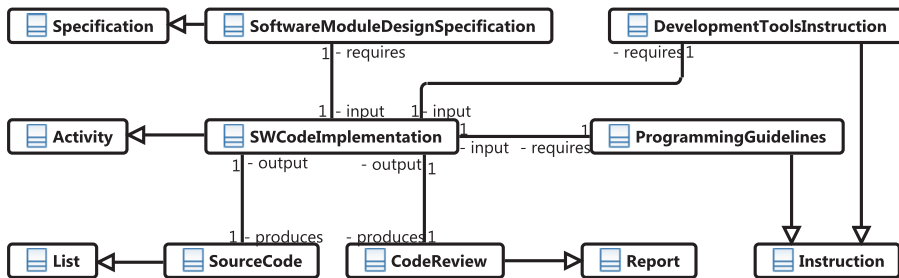 Specification
SoftwareModuleDesignSpecification
DevelopmentToolsInstruction
1 - requires
- requires 1
1 - input
1 - input
Activity
SWCodeImplementation
ProgrammingGuidelines
1
- input
1
- requires
1 - output
- output 1
1 - produces
- produces 1
List
SourceCode
CodeReview
Report
Instruction